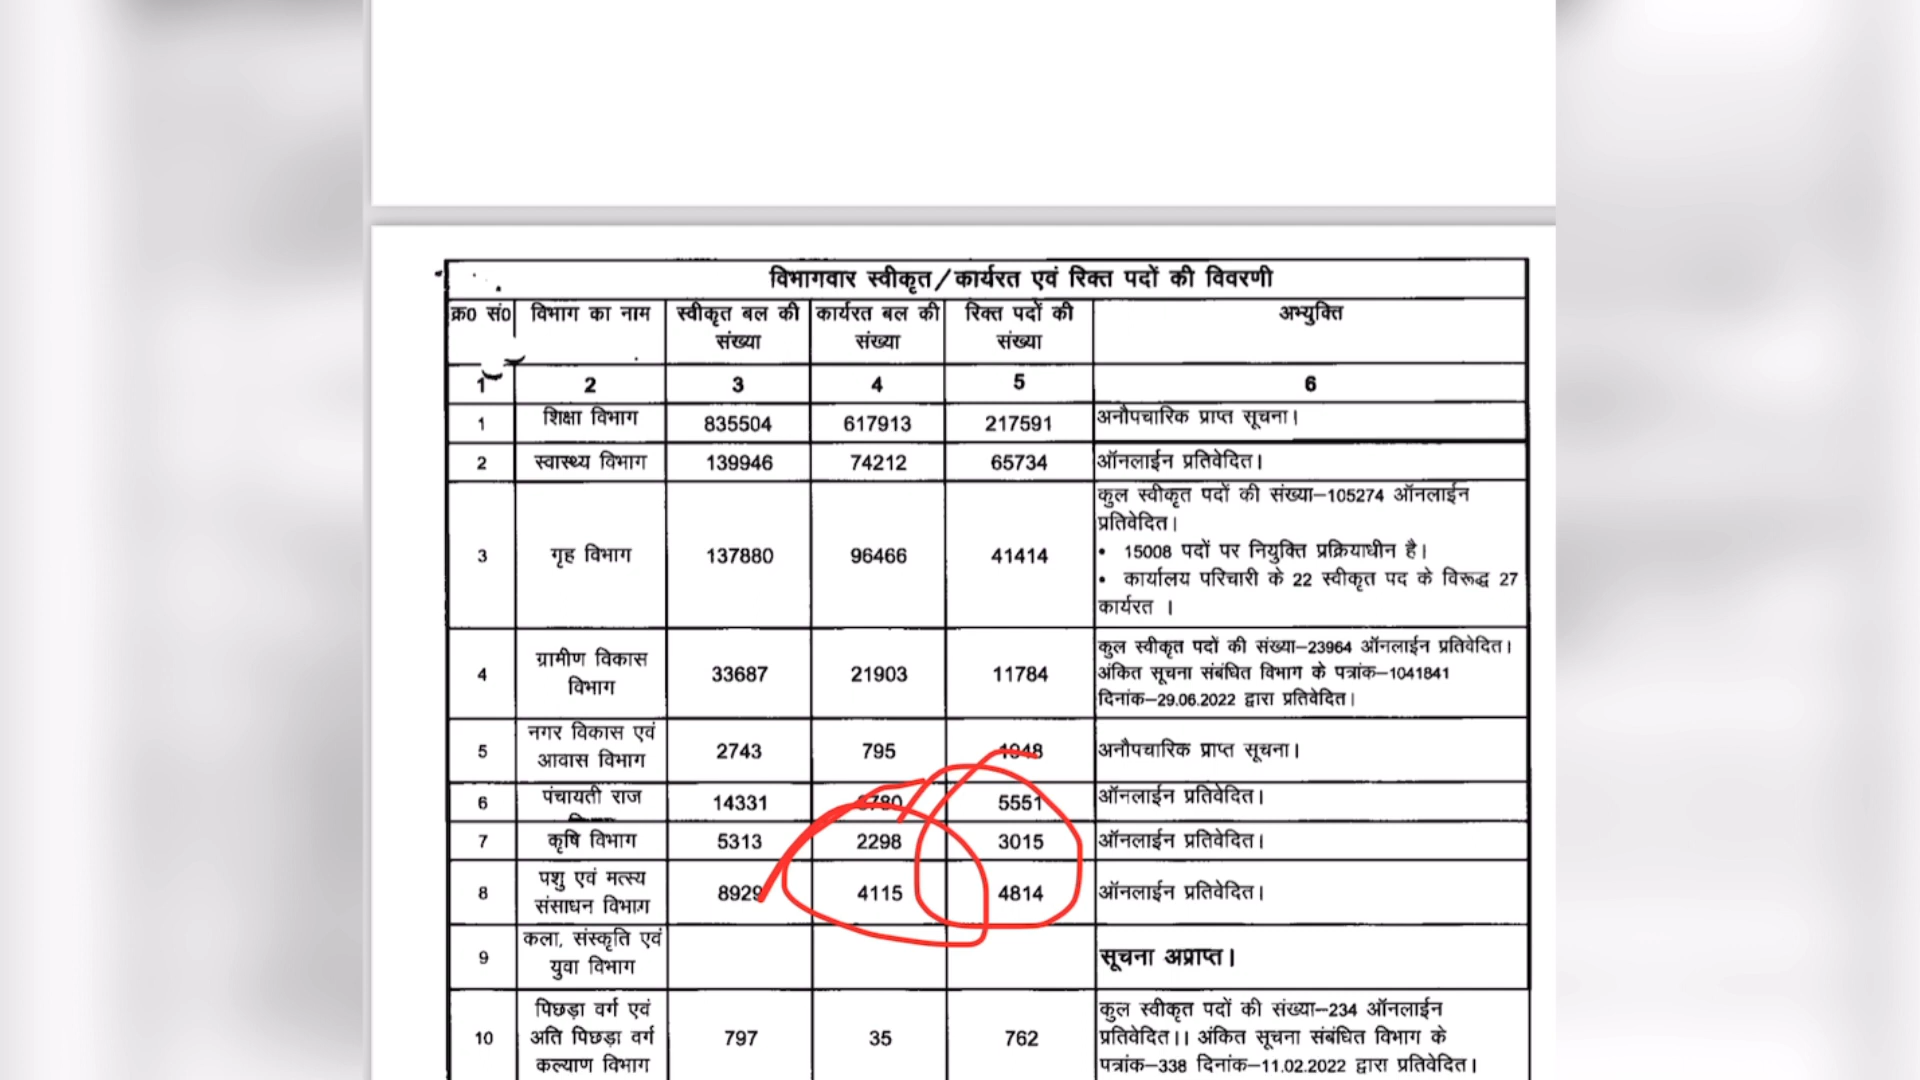 विभागवार स्वीकृत/कार्यरत एवं रिक्त पदों की विवरणी
क्र० सं० विभाग का नाम स्वीकृत बल की संख्या कार्यरत बल की संख्या रिक्त पदों की संख्या अभ्युक्ति
1 2 3 4 5 6
1 शिक्षा विभाग 835504 617913 217591 अनौपचारिक प्राप्त सूचना।
2 स्वास्थ्य विभाग 139946 74212 65734 ऑनलाईन प्रतिवेदित।
3 गृह विभाग 137880 96466 41414 कुल स्वीकृत पदों की संख्या–105274 ऑनलाईन
प्रतिवेदित।
• 15008 पदों पर नियुक्ति प्रक्रियाधीन है।
• कार्यालय परिचारी के 22 स्वीकृत पद के विरूद्ध 27
कार्यरत ।
4 ग्रामीण विकास विभाग 33687 21903 11784 कुल स्वीकृत पदों की संख्या–23964 ऑनलाईन प्रतिवेदित।
अंकित सूचना संबंधित विभाग के पत्रांक–1041841
दिनांक–29.06.2022 द्वारा प्रतिवेदित।
5 नगर विकास एवं आवास विभाग 2743 795 1948 अनौपचारिक प्राप्त सूचना।
6 पंचायती राज 14331 8780 5551 ऑनलाईन प्रतिवेदित।
7 कृषि विभाग 5313 2298 3015 ऑनलाईन प्रतिवेदित।
8 पशु एवं मत्स्य संसाधन विभाग 8929 4115 4814 ऑनलाईन प्रतिवेदित।
9 कला, संस्कृति एवं युवा विभाग सूचना अप्राप्त।
10 पिछड़ा वर्ग एवं अति पिछड़ा वर्ग कल्याण विभाग 797 35 762 कुल स्वीकृत पदों की संख्या–234 ऑनलाईन
प्रतिवेदित।। अंकित सूचना संबंधित विभाग के
पत्रांक–338 दिनांक–11.02.2022 द्वारा प्रतिवेदित।